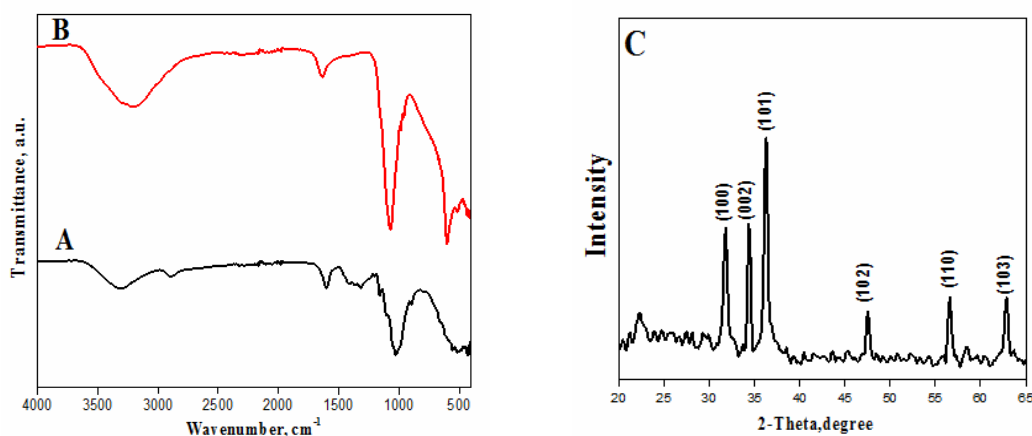 B
A
Transmittance, a.u.
4000 3500 3000 2500 2000 1500 1000 500
Wavenumber, cm-1
C
(100)
(002)
(101)
(102)
(110)
(103)
Intensity
20 25 30 35 40 45 50 55 60 65
2-Theta,degree